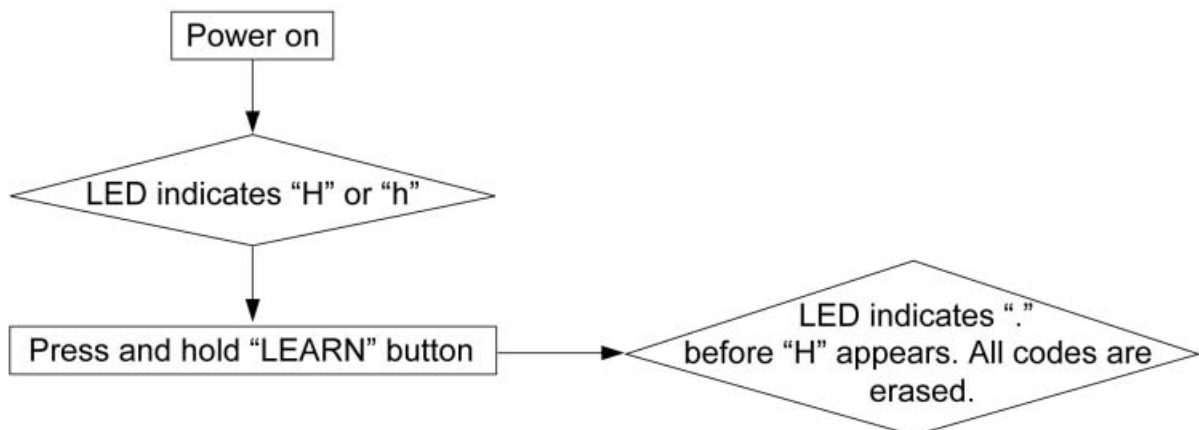 Power on
LED indicates “H” or “h”
Press and hold “LEARN” button
LED indicates “.”
before “H” appears. All codes are
erased.